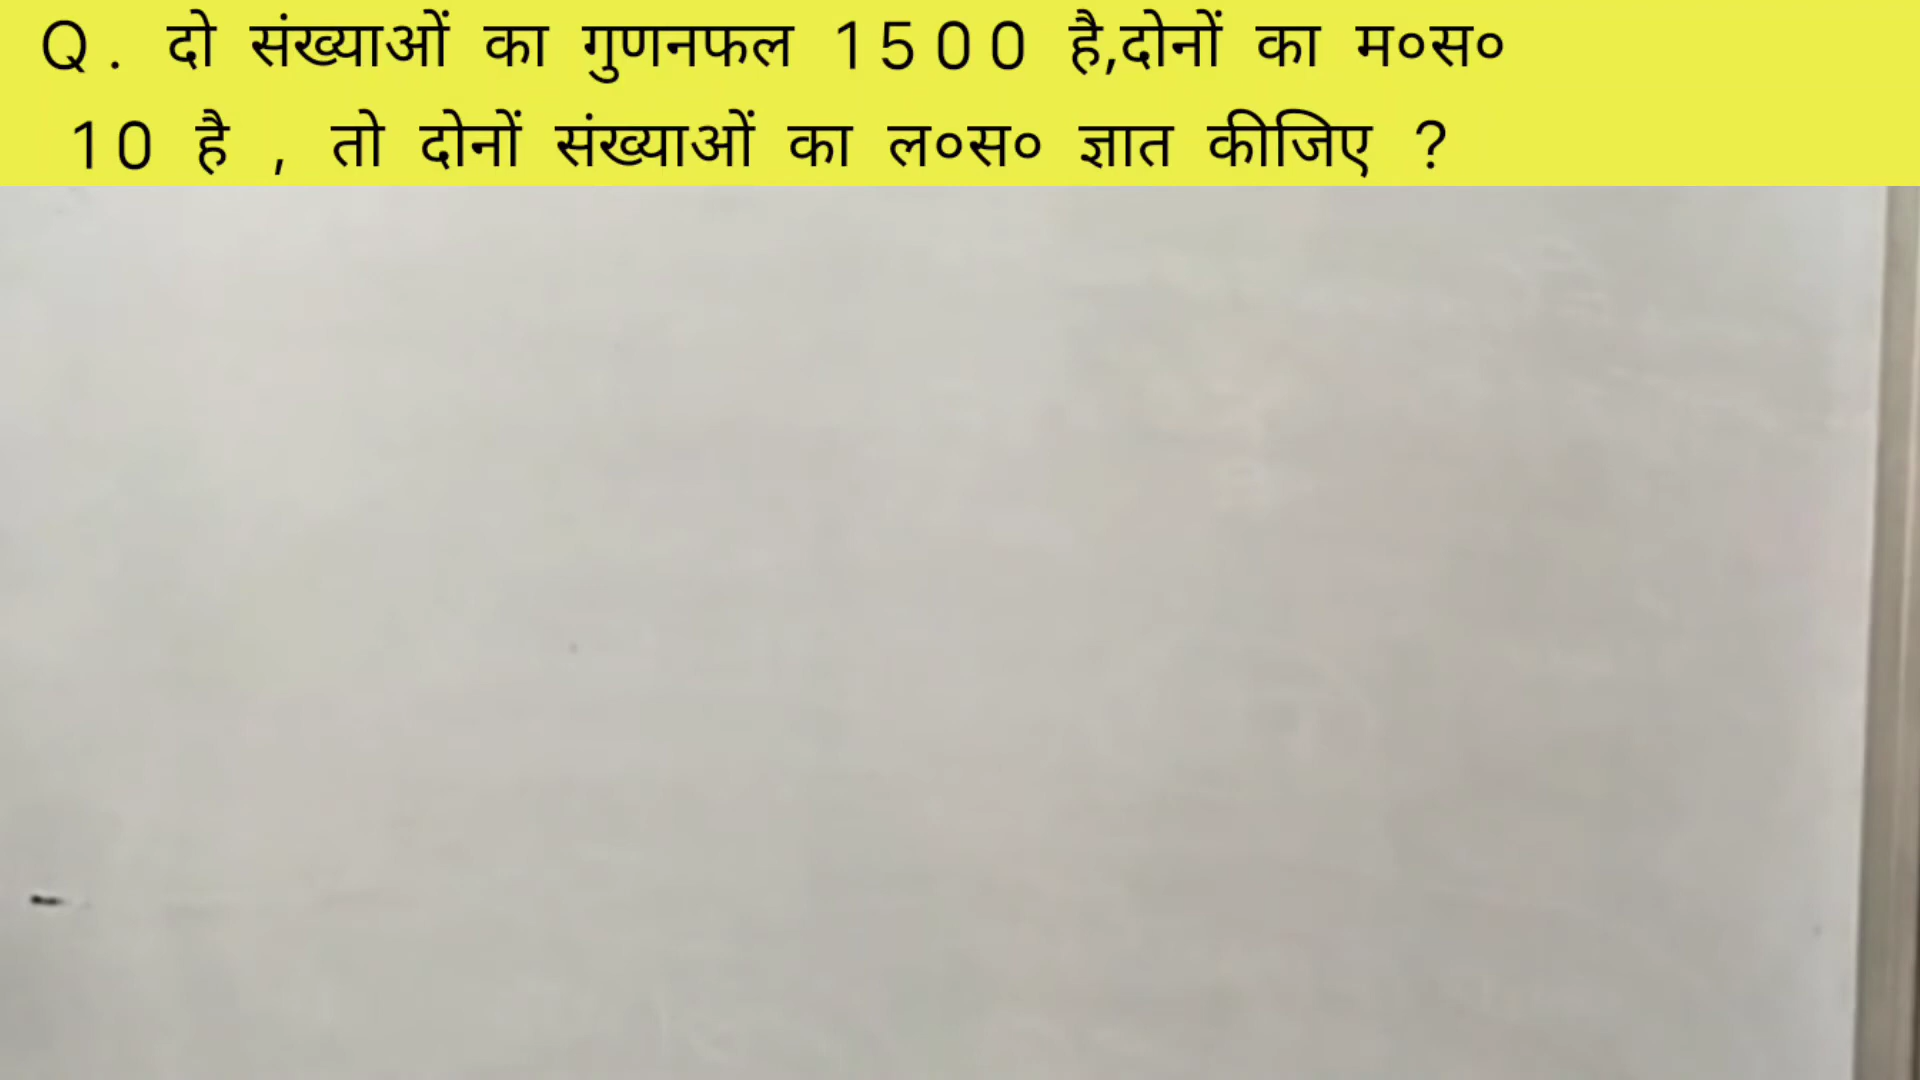 Q. दो संख्याओं का गुणनफल 1500 है,दोनों का म०स०
10 है , तो दोनों संख्याओं का ल०स० ज्ञात कीजिए ?